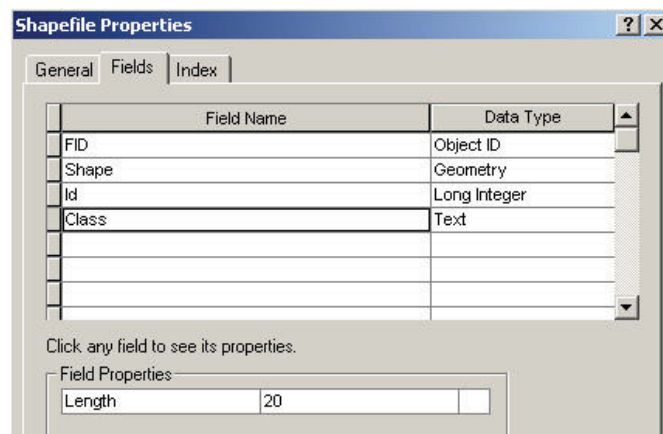 Shapefile Properties
General Fields Index
Field Name Data Type
FID Object ID
Shape Geometry
Id Long Integer
Class Text
Click any field to see its properties.
Field Properties
Length 20